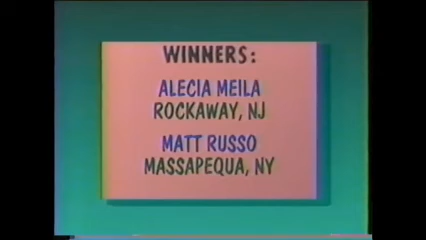 WINNERS:
ALECIA MEILA
ROCKAWAY, NJ
MATT RUSSO
MASSAPEQUA, NY